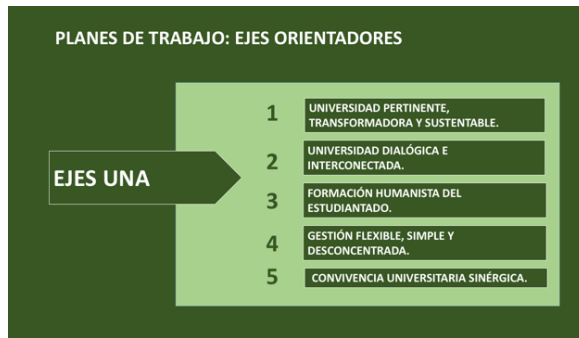 PLANES DE TRABAJO: EJES ORIENTADORES
EJES UNA
1
UNIVERSIDAD PERTINENTE,
TRANSFORMADORA Y SUSTENTABLE.
2
UNIVERSIDAD DIALÓGICA E
INTERCONECTADA.
3
FORMACIÓN HUMANISTA DEL
ESTUDIANTADO.
4
GESTIÓN FLEXIBLE, SIMPLE Y
DESCONCENTRADA.
5
CONVIVENCIA UNIVERSITARIA SINÉRGICA.